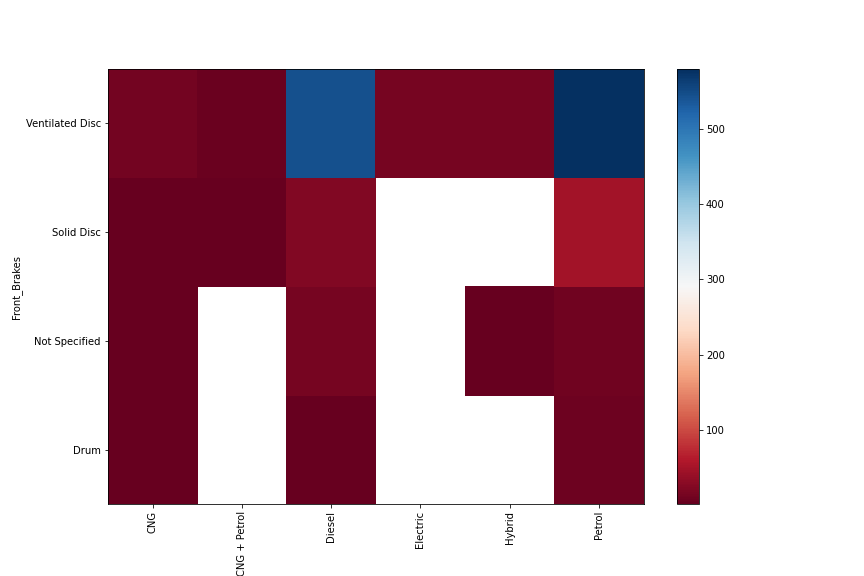 Ventilated Disc
Solid Disc
Not Specified
Drum
Front_Brakes
CNG
CNG + Petrol
Diesel
Electric
Hybrid
Petrol
500
400
300
200
100